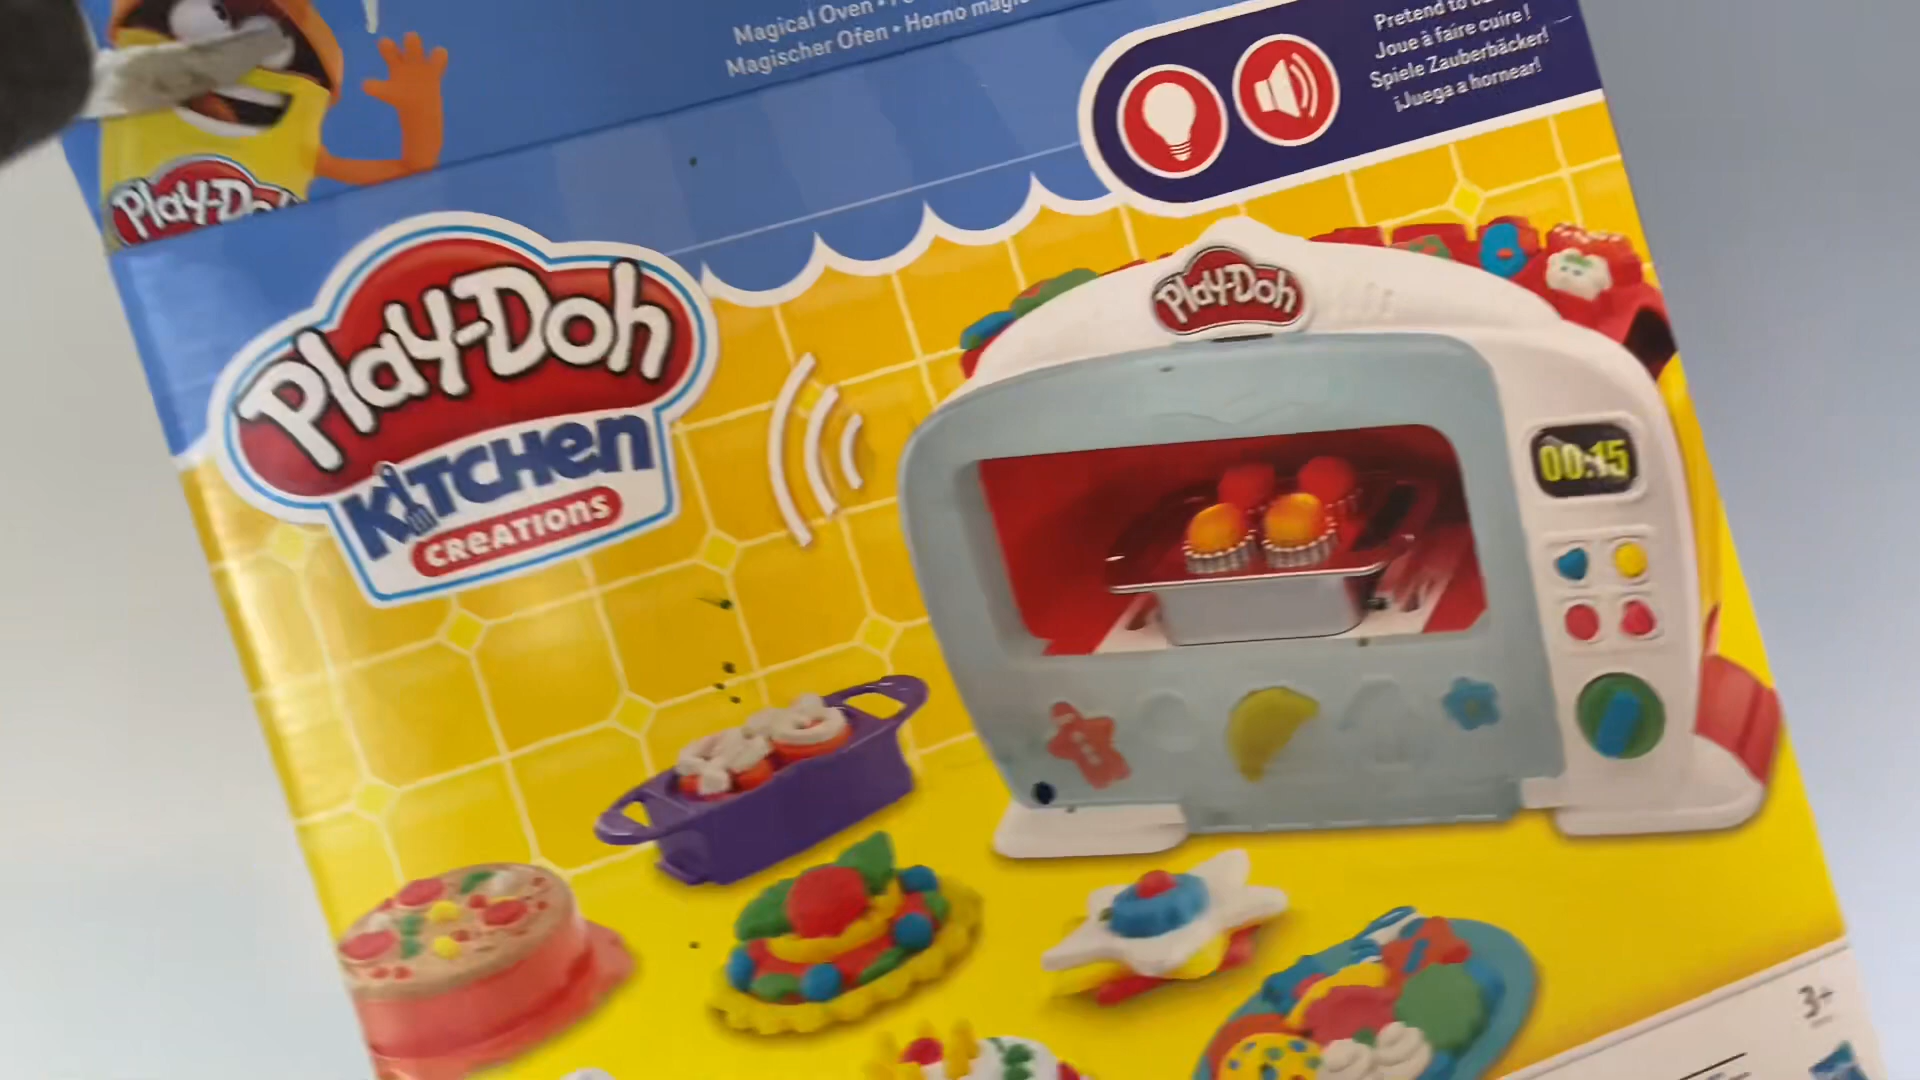 Magical Oven •
Magischer Ofen • Horno magic
Pretend to
Joue à faire cuire !
Spiele Zauberbäcker!
¡Juega a hornear!
Play-Doh
PLAY-DOH
KITCHEN
CREATIONS
PLAY-DOH
00:15
3+